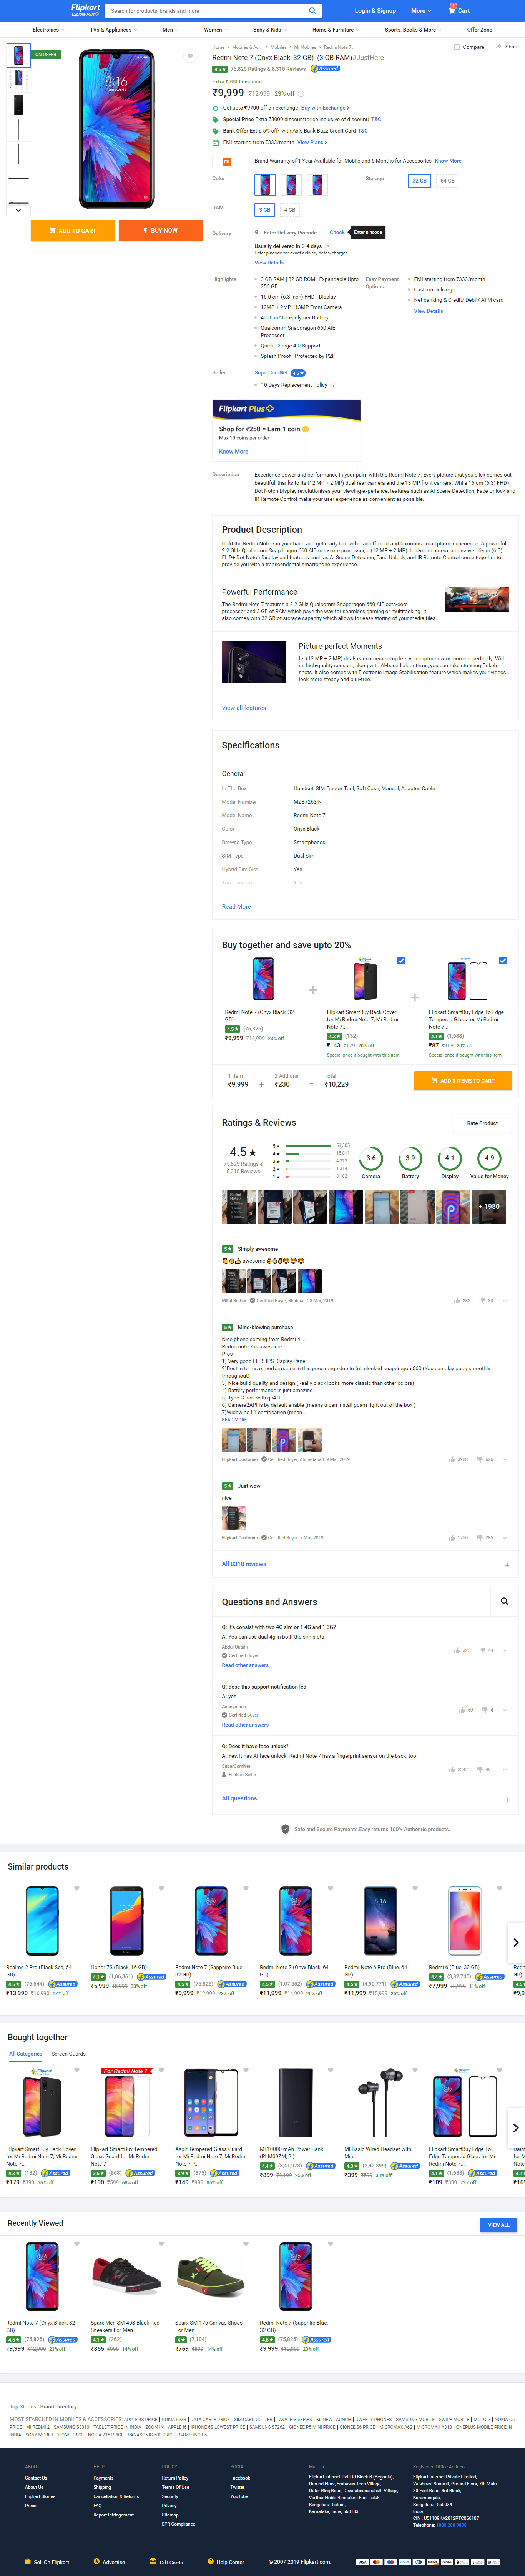 Flipkart
Explore Plus
Search for products, brands and more
Login & Signup
More
Cart
Electronics
TVs & Appliances
Men
Women
Baby & Kids
Home & Furniture
Sports, Books & More
Offer Zone
ON OFFER
ADD TO CART
BUY NOW
Home > Mobiles & Ac... > Mobiles > Mi Mobiles > Redmi Note 7...
Compare
Share
Redmi Note 7 (Onyx Black, 32 GB) (3 GB RAM)#JustHere
4.5★ 75,825 Ratings & 8,310 Reviews Assured
Extra ₹3000 discount
₹9,999 ₹12,999 23% off
Get upto ₹9700 off on exchange Buy with Exchange
Special Price Extra ₹3000 discount(price inclusive of discount) T&C
Bank Offer Extra 5% off* with Axis Bank Buzz Credit Card T&C
EMI starting from ₹333/month View Plans
Brand Warranty of 1 Year Available for Mobile and 6 Months for Accessories Know More
Color
Storage
32 GB
64 GB
RAM
3 GB
4 GB
Delivery
Enter Delivery Pincode
Check
Enter pincode
Usually delivered in 3-4 days ?
Enter pincode for exact delivery dates/charges
View Details
Highlights
3 GB RAM | 32 GB ROM | Expandable Upto 256 GB
16.0 cm (6.3 inch) FHD+ Display
12MP + 2MP | 13MP Front Camera
4000 mAh Li-polymer Battery
Qualcomm Snapdragon 660 AIE Processor
Quick Charge 4.0 Support
Splash Proof - Protected by P2i
Easy Payment Options
EMI starting from ₹333/month
Cash on Delivery
Net banking & Credit/ Debit/ ATM card
View Details
Seller
SuperComNet
10 Days Replacement Policy ?
Flipkart Plus
Shop for ₹250 = Earn 1 coin
Max 10 coins per order
Know More
Description
Experience power and performance in your palm with the Redmi Note 7. Every picture that you click comes out
beautiful, thanks to its (12 MP + 2 MP) dual-rear camera and the 13 MP front camera. While 16-cm (6.3) FHD+
Dot Notch Display revolutionises your viewing experience, features such as AI Scene Detection, Face Unlock and
IR Remote Control make your user experience as convenient as possible.
Product Description
Hold the Redmi Note 7 in your hand and get ready to revel in an efficient and luxurious smartphone experience. A powerful
2.2 GHz Qualcomm Snapdragon 660 AIE octa-core processor, a (12 MP + 2 MP) dual-rear camera, a massive 16-cm (6.3)
FHD+ Dot Notch Display and features such as AI Scene Detection, Face Unlock, and IR Remote Control come together to
provide you with a transcendental smartphone experience.
Powerful Performance
The Redmi Note 7 features a 2.2 GHz Qualcomm Snapdragon 660 AIE octa-core
processor and 3 GB of RAM which pave the way for seamless gaming or multitasking. It
also comes with 32 GB of storage capacity which allows for easy storing of your media files.
Picture-perfect Moments
Its (12 MP + 2 MP) dual-rear camera setup lets you capture every moment perfectly. With
its handy options, along with AI-based algorithms, you can take stunning Bokeh
shots. It also comes with Electronic Image Stabilisation feature which makes your videos
look more steady and blur-free.
View all features
Specifications
General
In The Box Handset, SIM Ejector Tool, Soft Case, Manual, Adapter, Cable
Model Number MZB7263IN
Model Name Redmi Note 7
Color Onyx Black
Browse Type Smartphones
SIM Type Dual Sim
Hybrid Sim Slot Yes
Touchscreen Yes
Read More
Buy together and save upto 20%
Redmi Note 7 (Onyx Black, 32 GB)
4.5★ (75,825)
₹9,999 ₹12,999 23% off
Flipkart SmartBuy Back Cover for Mi Redmi Note 7, Mi Redmi Note 7...
4.3★ (132)
₹143 ₹179 20% off
Special price if bought with this item
Flipkart SmartBuy Edge To Edge Tempered Glass for Mi Redmi Note 7...
4.1★ (1,688)
₹87 ₹109 20% off
Special price if bought with this item
1 Item
₹9,999
+
2 Add-ons
₹230
=
Total
₹10,229
ADD 3 ITEMS TO CART
Ratings & Reviews
Rate Product
4.5★
75,825 Ratings &
8,310 Reviews
5★
4★ 15,811
3★ 4,213
2★ 1,314
1★ 3,182
3.6 Camera
3.9 Battery
4.1 Display
4.9 Value for Money
+ 1980
5★ Simply awesome
awesome
Certified Buyer, Bhabhar 23 Mar, 2019
282 33
5★ Mind-blowing purchase
Nice phone coming from Redmi 4 ...
Redmi note 7 is awesome...
Pros
1) Very good LTPS IPS Display Panel
2)Best in terms of performance in this price range due to full clocked snapdragon 660 (You can play pubg smoothly
throughout)
3) Nice build quality and design (Really black looks more classic than other colors)
4) Battery performance is just amazing
5) Type C port with qc4.0
6) Camera2API is by default enable (means u can install gcam right out of the box )
7)Widewine L1 certification (mean...
READ MORE
Flipkart Customer Certified Buyer, Ahmedabad 9 Mar, 2019
3928 626
5★ Just wow!
nice
Flipkart Customer Certified Buyer 7 Mar, 2019
1750 285
All 8310 reviews
+
Questions and Answers
Q: it's consist with two 4G sim or 1 4G and 1 3G?
A: You can use dual 4g in both the sim slots
Abdul Quadir
Certified Buyer
325 44
Read other answers
Q: dose this support notification led.
A: yes
Anonymous
Certified Buyer
50 4
Read other answers
Q: Does it have face unlock?
A: Yes, it has AI face unlock. Redmi Note 7 has a fingerprint sensor on the back, too.
SuperComNet
Flipkart Seller
2242 491
All questions
+
Safe and Secure Payments.Easy returns.100% Authentic products.
Similar products
Realme 2 Pro (Black Sea, 64 GB)
4.5★ (75,544) Assured
₹13,990 ₹16,990 17% off
Honor 7S (Black, 16 GB)
4.1★ (1,06,361) Assured
₹5,999 ₹8,999 33% off
Redmi Note 7 (Sapphire Blue, 32 GB)
4.5★ (75,825) Assured
₹9,999 ₹12,999 23% off
Redmi Note 7 (Onyx Black, 64 GB)
4.5★ (1,07,552) Assured
₹11,999 ₹14,999 20% off
Redmi Note 6 Pro (Blue, 64 GB)
4.5★ (4,90,771) Assured
₹11,999 ₹15,999 25% off
Redmi 6 (Blue, 32 GB)
4.4★ (3,82,745) Assured
₹7,999 ₹8,999 11% off
Bought together
All Categories
Screen Guards
Flipkart SmartBuy Back Cover for Mi Redmi Note 7, Mi Redmi Note 7...
4.3★ (132) Assured
₹179 ₹399 55% off
For Redmi Note 7
Flipkart SmartBuy Tempered Glass Guard for Mi Redmi Note 7
3.6★ (868) Assured
₹190 ₹599 68% off
Aspir Tempered Glass Guard for Mi Redmi Note 7, Mi Redmi Note 7 P...
3.9★ (375) Assured
₹149 ₹999 85% off
Mi 10000 mAh Power Bank (PLM09ZM, 2i)
4.4★ (3,41,978) Assured
₹899 ₹1,199 25% off
Mi Basic Wired Headset with Mic
4.3★ (2,42,399) Assured
₹399 ₹599 33% off
Flipkart SmartBuy Edge To Edge Tempered Glass for Mi Redmi Note 7...
4.1★ (1,688) Assured
₹109 ₹399 72% off
Recently Viewed
VIEW ALL
Redmi Note 7 (Onyx Black, 32 GB)
4.5★ (75,825) Assured
₹9,999 ₹12,999 23% off
Sparx Men SM-408 Black Red Sneakers For Men
4.1★ (262)
₹855 ₹999 14% off
Sparx SM-175 Canvas Shoes For Men
4★ (7,104)
₹769 ₹899 14% off
Redmi Note 7 (Sapphire Blue, 32 GB)
4.5★ (75,825) Assured
₹9,999 ₹12,999 23% off
Top Stories : Brand Directory
MOST SEARCHED IN MOBILES & ACCESSORIES: APPLE 4S PRICE | NOKIA 6233 | DATA CABLE PRICE | SIM CARD CUTTER | LAVA IRIS SERIES | MI NEW LAUNCH | QWERTY PHONES | SAMSUNG MOBILE | SWIPE MOBILE | MOTO G | NOKIA C5
PRICE | MI REDMI 2 | SAMSUNG S3310 | TABLET PRICE IN INDIA | ZOOM IN | APPLE III | IPHONE 6S LOWEST PRICE | SAMSUNG S7262 | GIONEE P5 MINI PRICE | GIONEE S6 PRICE | MICROMAX A62 | MICROMAX A310 | ONEPLUS MOBILE PRICE IN
INDIA | SONY MOBILE PHONE PRICE | NOKIA 215 PRICE | PANASONIC 500 PRICE | SAMSUNG E5
ABOUT
Contact Us
About Us
Flipkart Stories
Press
HELP
Payments
Shipping
Cancellation & Returns
FAQ
Report Infringement
POLICY
Return Policy
Terms Of Use
Security
Privacy
Sitemap
EPR Compliance
SOCIAL
Facebook
Twitter
YouTube
Mail Us:
Flipkart Internet Pvt Ltd Block B (Begonia),
Ground Floor, Embassy Tech Village,
Outer Ring Road, Devarabeesanahalli Village,
Varthur Hobli, Bengaluru East Taluk,
Bengaluru District,
Karnataka, India, 560103.
Registered Office Address:
Flipkart Internet Private Limited,
Vaishnavi Summit, Ground Floor, 7th Main,
80 Feet Road, 3rd Block,
Koramangala,
Bengaluru - 560034
India
CIN : U51109KA2012PTC066107
Telephone: 1800 208 9898
Sell On Flipkart
Advertise
Gift Cards
Help Center
© 2007-2019 Flipkart.com.
VISA